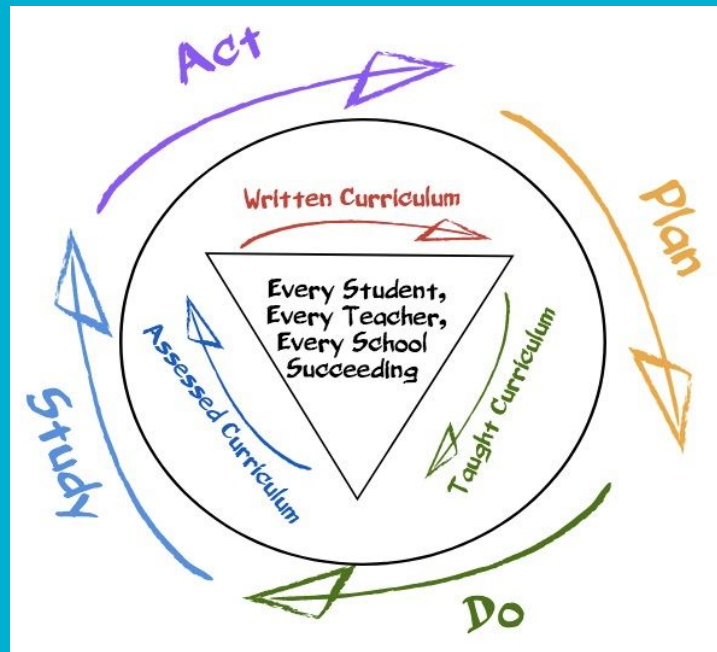 Act
Plan
Written Curriculum
Every Student,
Every Teacher,
Every School
Succeeding
Assessed Curriculum
Taught Curriculum
Study
Do